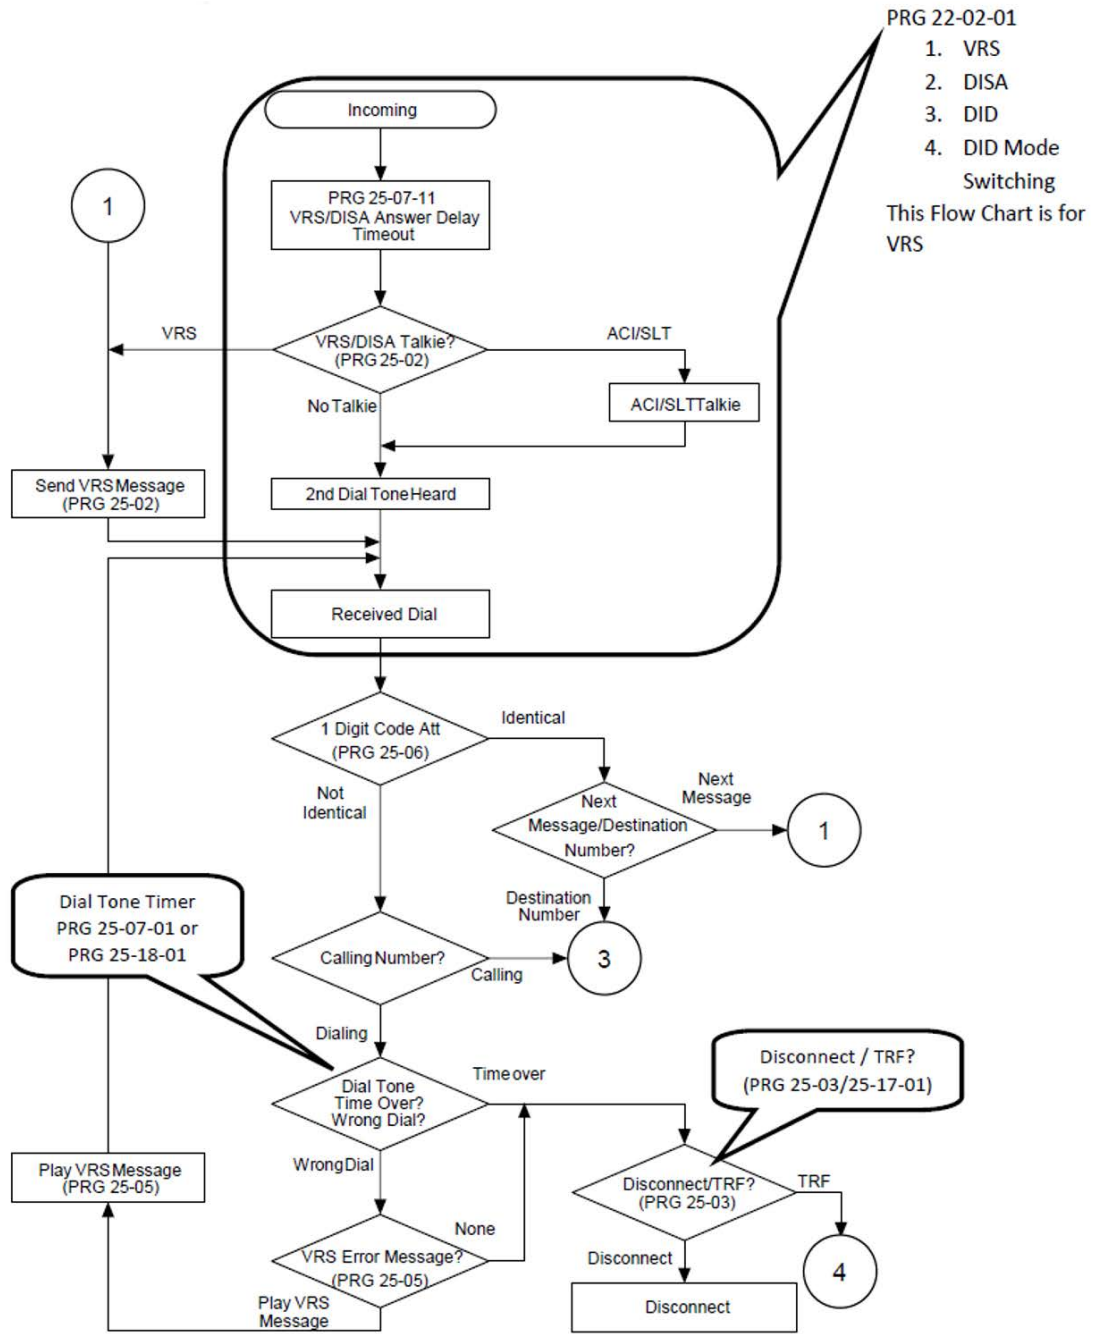 PRG 22-02-01
1. VRS
2. DISA
3. DID
4. DID Mode
Switching
This Flow Chart is for
VRS
Incoming
PRG 25-07-11
VRS/DISA Answer Delay
Timeout
1
VRS
VRS/DISA Talkie?
(PRG 25-02)
ACI/SLT
No Talkie
ACI/SLT Talkie
Send VRS Message
(PRG 25-02)
2nd Dial Tone Heard
Received Dial
1 Digit Code Att
(PRG 25-06)
Identical
Not
Identical
Next
Message/Destination
Number?
Next
Message
1
Destination
Number
Dial Tone Timer
PRG 25-07-01 or
PRG 25-18-01
Calling Number?
Calling
3
Dialing
Dial Tone
Time Over?
Wrong Dial?
Time over
Disconnect / TRF?
(PRG 25-03/25-17-01)
Wrong Dial
Play VRS Message
(PRG 25-05)
Disconnect/TRF?
(PRG 25-03)
TRF
None
VRS Error Message?
(PRG 25-05)
Disconnect
4
Play VRS
Message
Disconnect